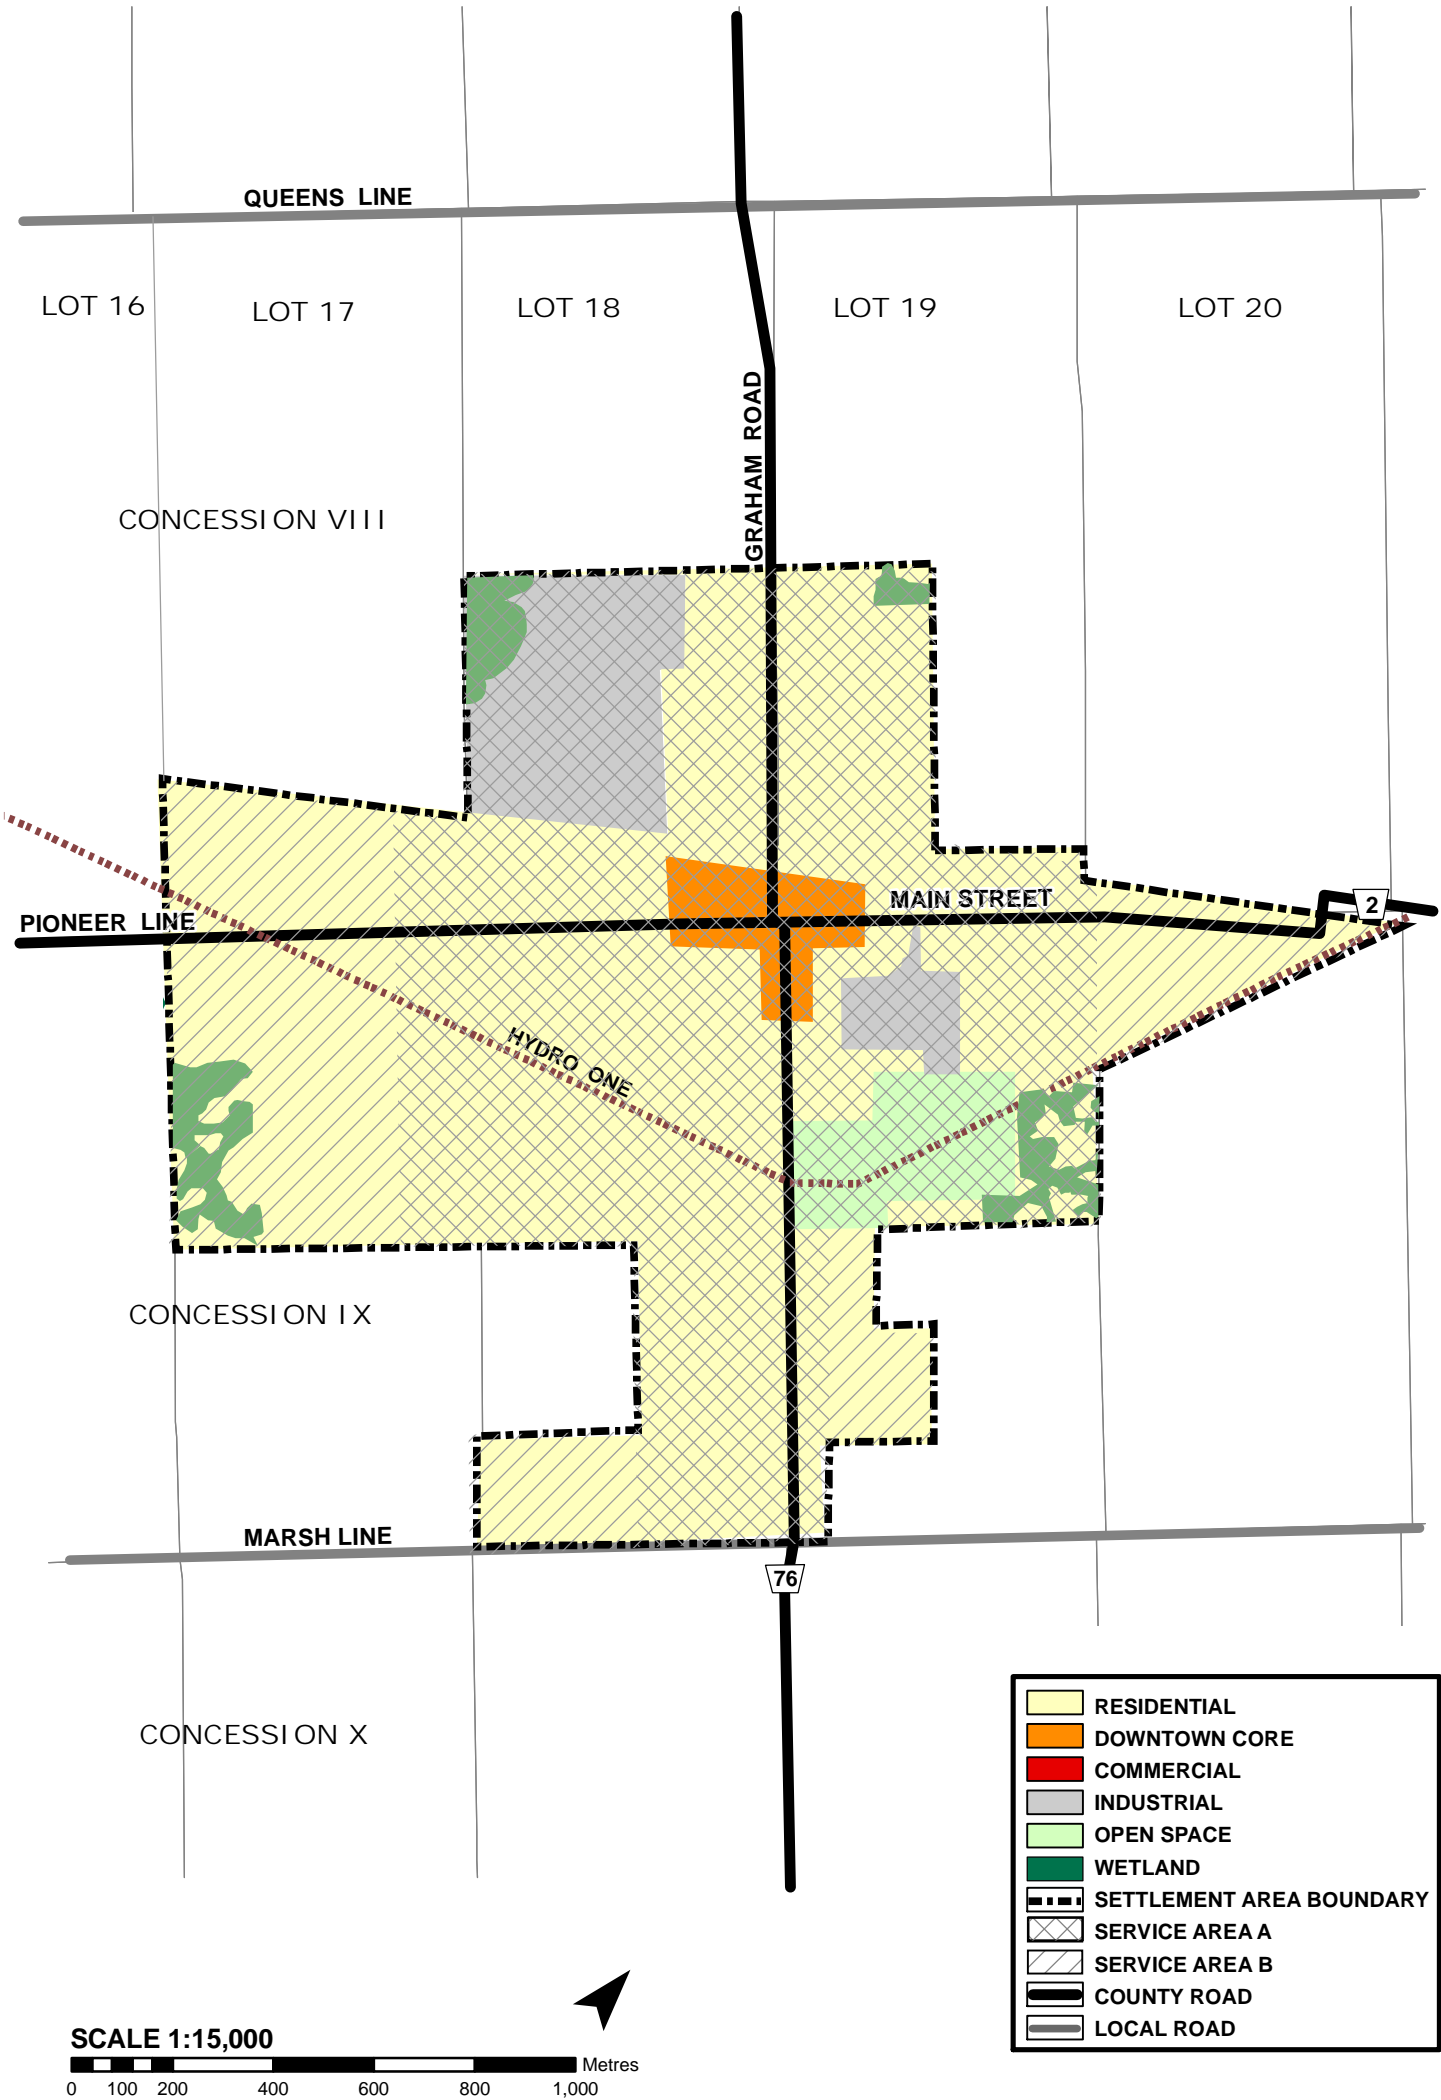 QUEENS LINE
LOT 16
LOT 17
LOT 18
LOT 19
LOT 20
GRAHAM ROAD
CONCESSION VIII
MAIN STREET
2
PIONEER LINE
HYDRO ONE
CONCESSION IX
MARSH LINE
76
CONCESSION X
RESIDENTIAL
DOWNTOWN CORE
COMMERCIAL
INDUSTRIAL
OPEN SPACE
WETLAND
SETTLEMENT AREA BOUNDARY
SERVICE AREA A
SERVICE AREA B
COUNTY ROAD
LOCAL ROAD
SCALE 1:15,000
Metres
0 100 200 400 600 800 1,000